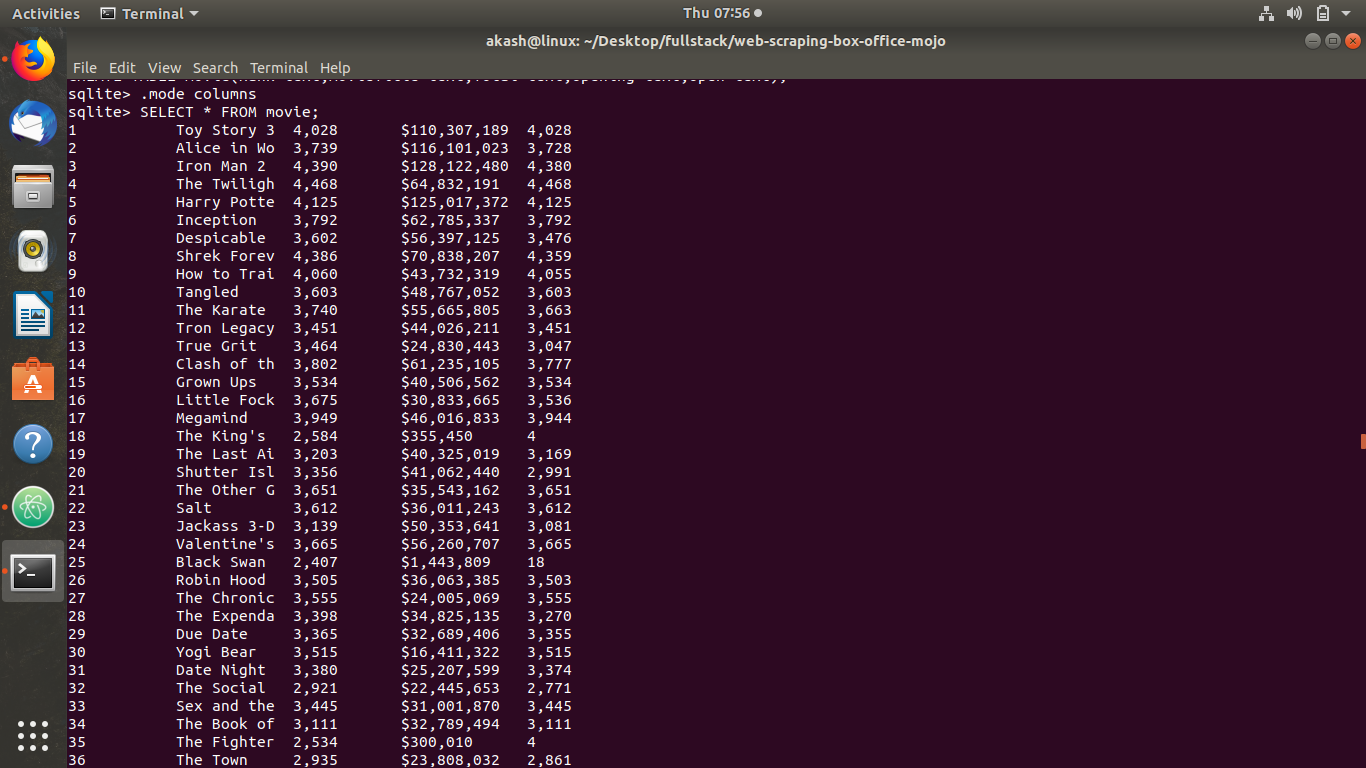 Activities Terminal Thu 07:56
akash@linux: ~/Desktop/fullstack/web-scraping-box-office-mojo
File Edit View Search Terminal Help
sqlite> .mode columns
sqlite> SELECT * FROM movie;
1 Toy Story 3 4,028 $110,307,189 4,028
2 Alice in Wo 3,739 $116,101,023 3,728
3 Iron Man 2 4,390 $128,122,480 4,380
4 The Twiligh 4,468 $64,832,191 4,468
5 Harry Potte 4,125 $125,017,372 4,125
6 Inception 3,792 $62,785,337 3,792
7 Despicable 3,602 $56,397,125 3,476
8 Shrek Forev 4,386 $70,838,207 4,359
9 How to Trai 4,060 $43,732,319 4,055
10 Tangled 3,603 $48,767,052 3,603
11 The Karate 3,740 $55,665,805 3,663
12 Tron Legacy 3,451 $44,026,211 3,451
13 True Grit 3,464 $24,830,443 3,047
14 Clash of th 3,802 $61,235,105 3,777
15 Grown Ups 3,534 $40,506,562 3,534
16 Little Fock 3,675 $30,833,665 3,536
17 Megamind 3,949 $46,016,833 3,944
18 The King's 2,584 $355,450 4
19 The Last Ai 3,203 $40,325,019 3,169
20 Shutter Isl 3,356 $41,062,440 2,991
21 The Other G 3,651 $35,543,162 3,651
22 Salt 3,612 $36,011,243 3,612
23 Jackass 3-D 3,139 $50,353,641 3,081
24 Valentine's 3,665 $56,260,707 3,665
25 Black Swan 2,407 $1,443,809 18
26 Robin Hood 3,505 $36,063,385 3,503
27 The Chronic 3,555 $24,005,069 3,555
28 The Expenda 3,398 $34,825,135 3,270
29 Due Date 3,365 $32,689,406 3,355
30 Yogi Bear 3,515 $16,411,322 3,515
31 Date Night 3,380 $25,207,599 3,374
32 The Social 2,921 $22,445,653 2,771
33 Sex and the 3,445 $31,001,870 3,445
34 The Book of 3,111 $32,789,494 3,111
35 The Fighter 2,534 $300,010 4
36 The Town 2,935 $23,808,032 2,861